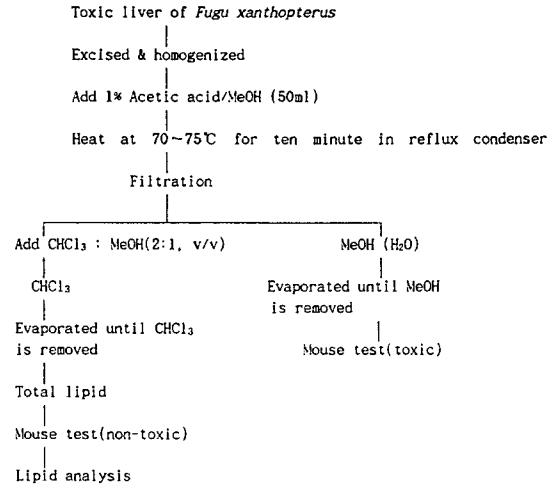 Toxic liver of Fugu xanthopterus
Excised & homogenized
Add 1% Acetic acid/MeOH (50ml)
Heat at 70~75℃ for ten minute in reflux condenser
Filtration
Add CHCl₃ : MeOH(2:1, v/v)
CHCl₃
Evaporated until CHCl₃
is removed
Total lipid
Mouse test(non-toxic)
Lipid analysis
MeOH (H₂O)
Evaporated until MeOH
is removed
Mouse test(toxic)